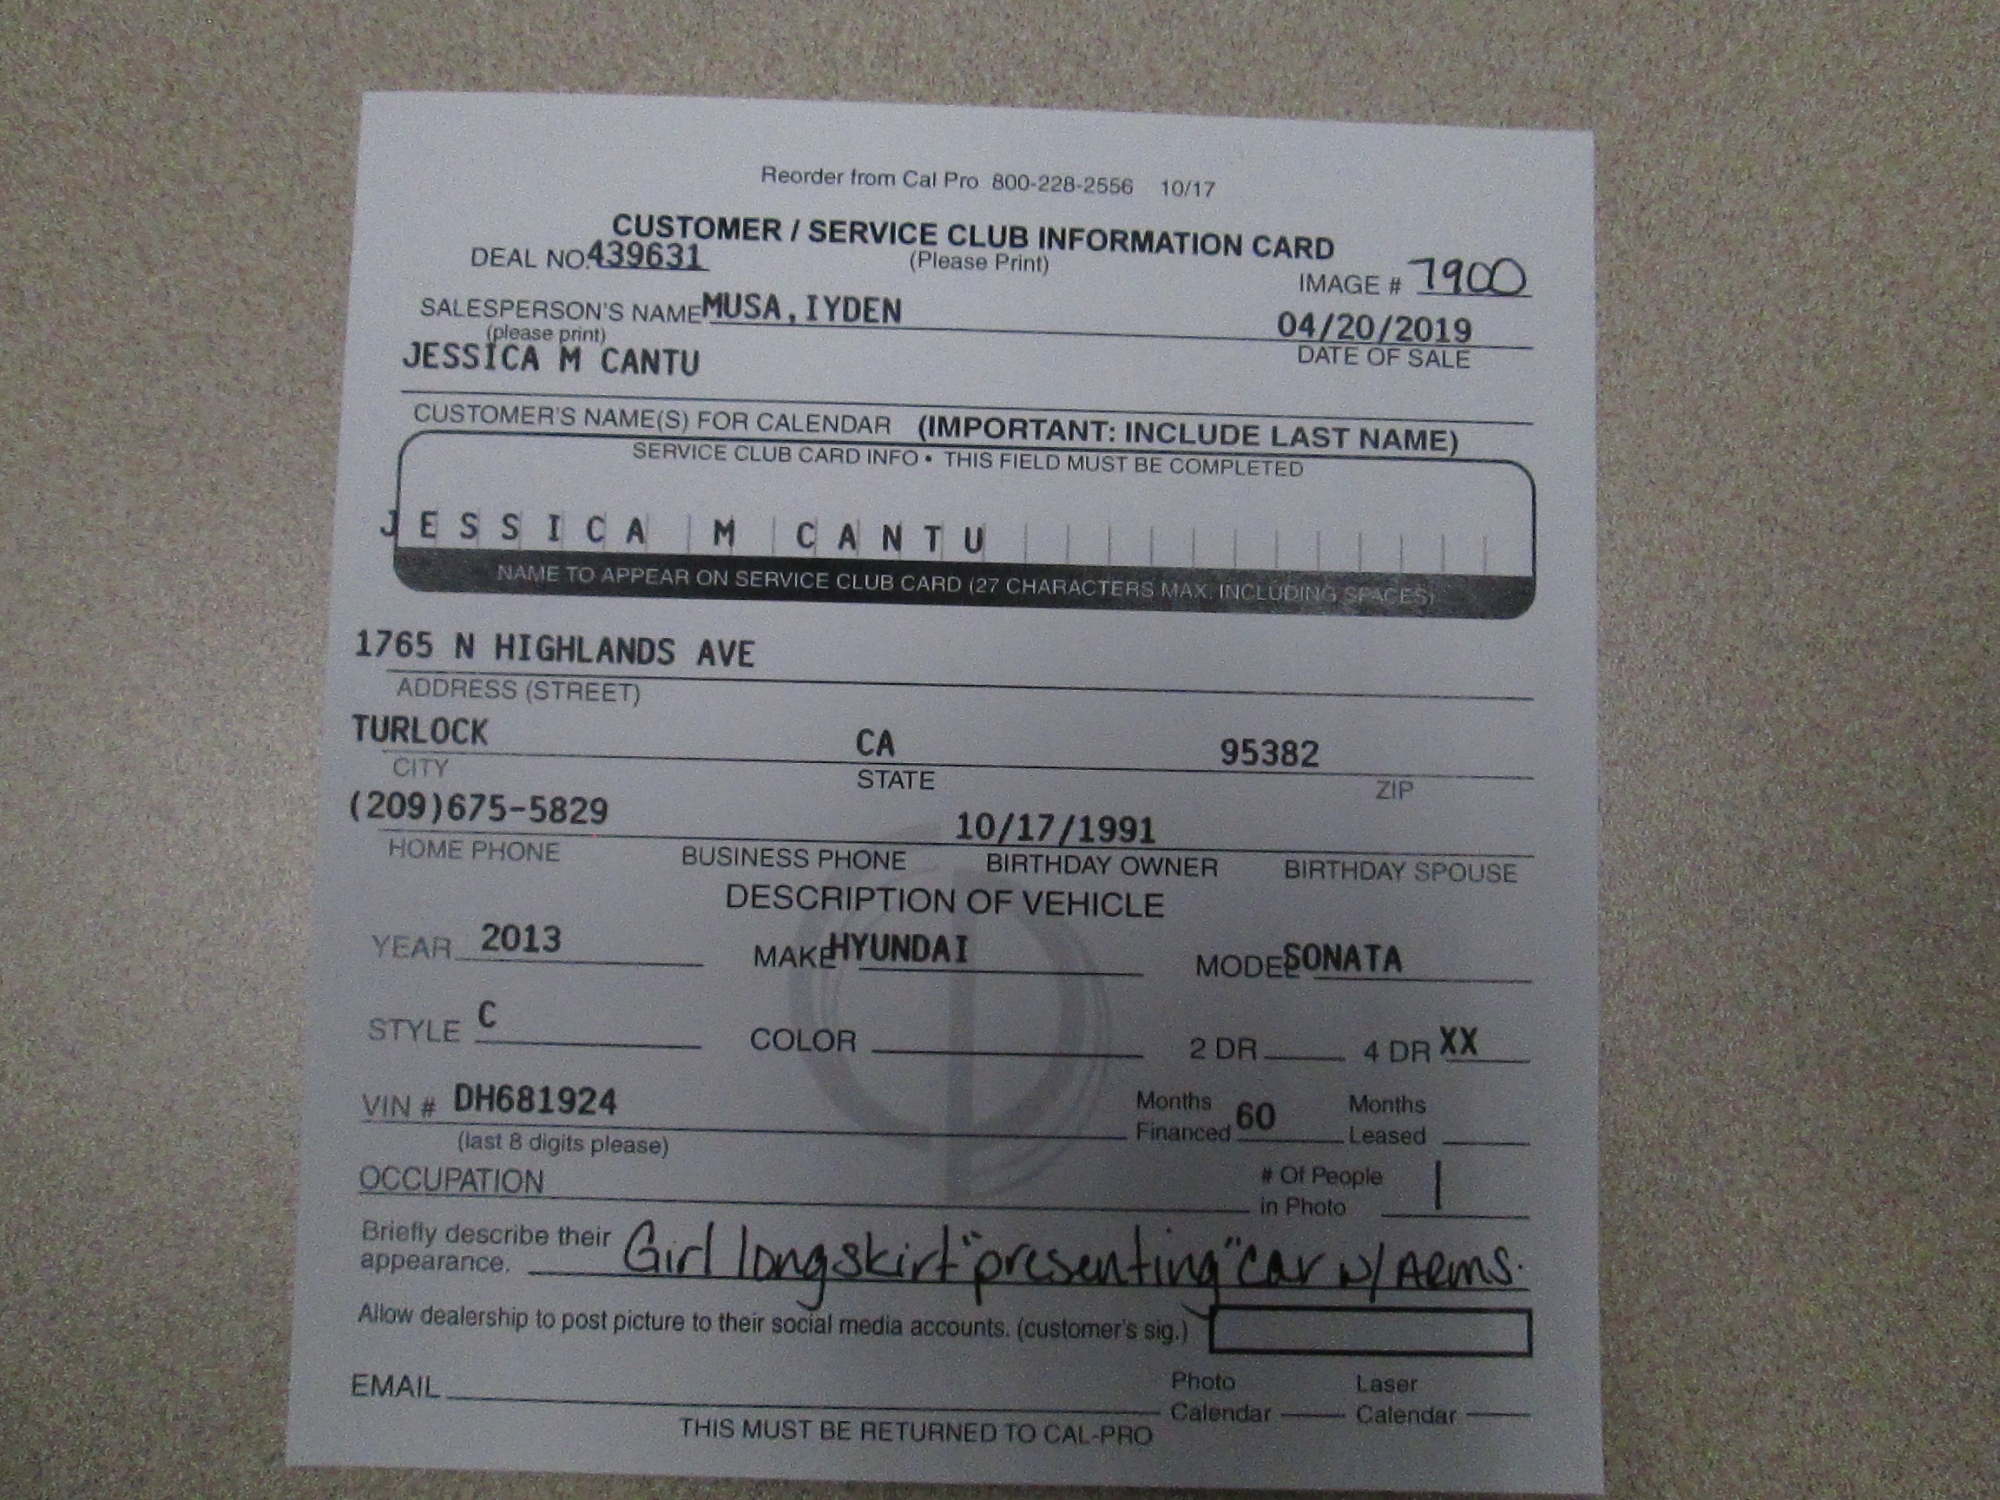 Reorder from Cal Pro 800-228-2556 10/17
CUSTOMER / SERVICE CLUB INFORMATION CARD
DEAL NO. 439631 (Please Print) IMAGE # 7900
SALESPERSON'S NAME MUSA, IYDEN 04/20/2019
(please print) DATE OF SALE
JESSICA M CANTU
CUSTOMER'S NAME(S) FOR CALENDAR (IMPORTANT: INCLUDE LAST NAME)
SERVICE CLUB CARD INFO • THIS FIELD MUST BE COMPLETED
JESSICA M CANTU
NAME TO APPEAR ON SERVICE CLUB CARD (27 CHARACTERS MAX. INCLUDING SPACES)
1765 N HIGHLANDS AVE
ADDRESS (STREET)
TURLOCK CA 95382
CITY STATE ZIP
(209)675-5829 10/17/1991
HOME PHONE BUSINESS PHONE BIRTHDAY OWNER BIRTHDAY SPOUSE
DESCRIPTION OF VEHICLE
YEAR 2013 MAKE HYUNDAI MODEL SONATA
STYLE C COLOR 2 DR 4 DR XX
VIN # DH681924 Months Financed 60 Months Leased
(last 8 digits please)
OCCUPATION # Of People in Photo 1
Briefly describe their appearance. Girl long skirt "presenting" car w/ Arms.
Allow dealership to post picture to their social media accounts. (customer's sig.)
EMAIL Photo Calendar Laser Calendar
THIS MUST BE RETURNED TO CAL-PRO